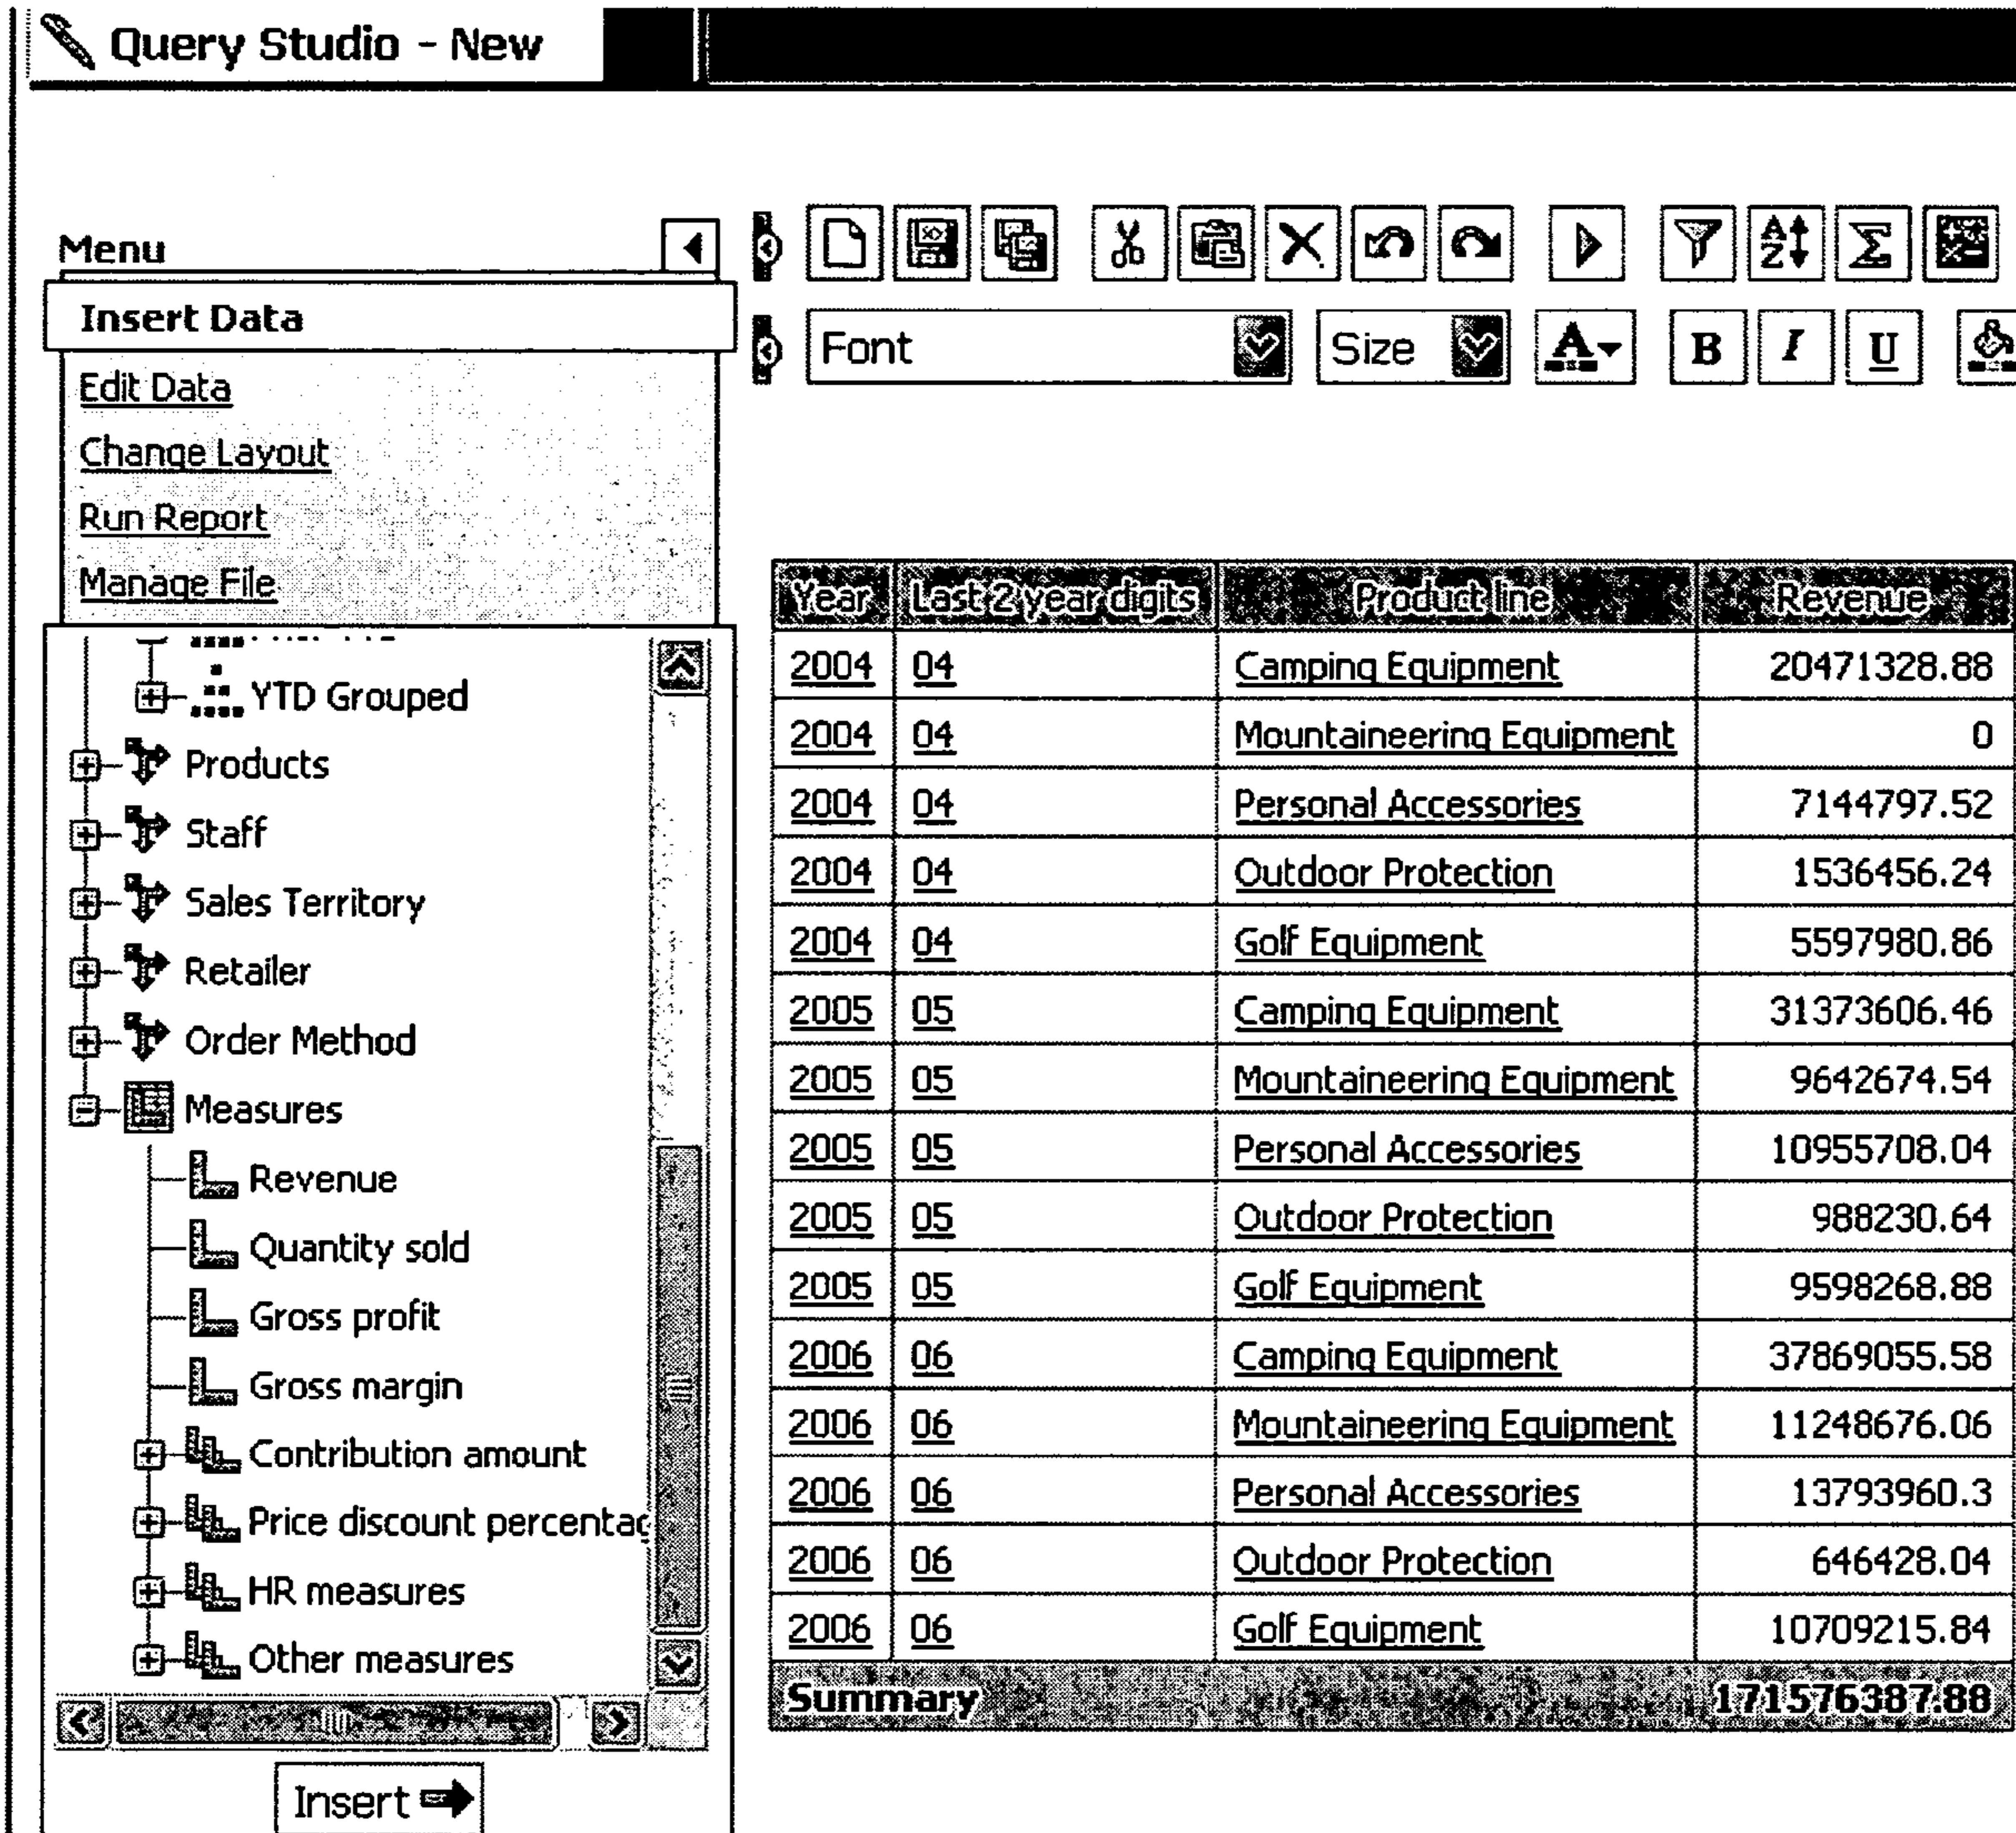 Query Studio - New
Menu
Insert Data
Edit Data
Change Layout
Run Report
Manage File
YTD Grouped
Products
Staff
Sales Territory
Retailer
Order Method
Measures
Revenue
Quantity sold
Gross profit
Gross margin
Contribution amount
Price discount percentag
HR measures
Other measures
Insert
Font Size A B I U
Year Last 2 year digits Product line Revenue
2004 04 Camping Equipment 20471328.88
2004 04 Mountaineering Equipment 0
2004 04 Personal Accessories 7144797.52
2004 04 Outdoor Protection 1536456.24
2004 04 Golf Equipment 5597980.86
2005 05 Camping Equipment 31373606.46
2005 05 Mountaineering Equipment 9642674.54
2005 05 Personal Accessories 10955708.04
2005 05 Outdoor Protection 988230.64
2005 05 Golf Equipment 9598268.88
2006 06 Camping Equipment 37869055.58
2006 06 Mountaineering Equipment 11248676.06
2006 06 Personal Accessories 13793960.3
2006 06 Outdoor Protection 646428.04
2006 06 Golf Equipment 10709215.84
Summary 171576387.88